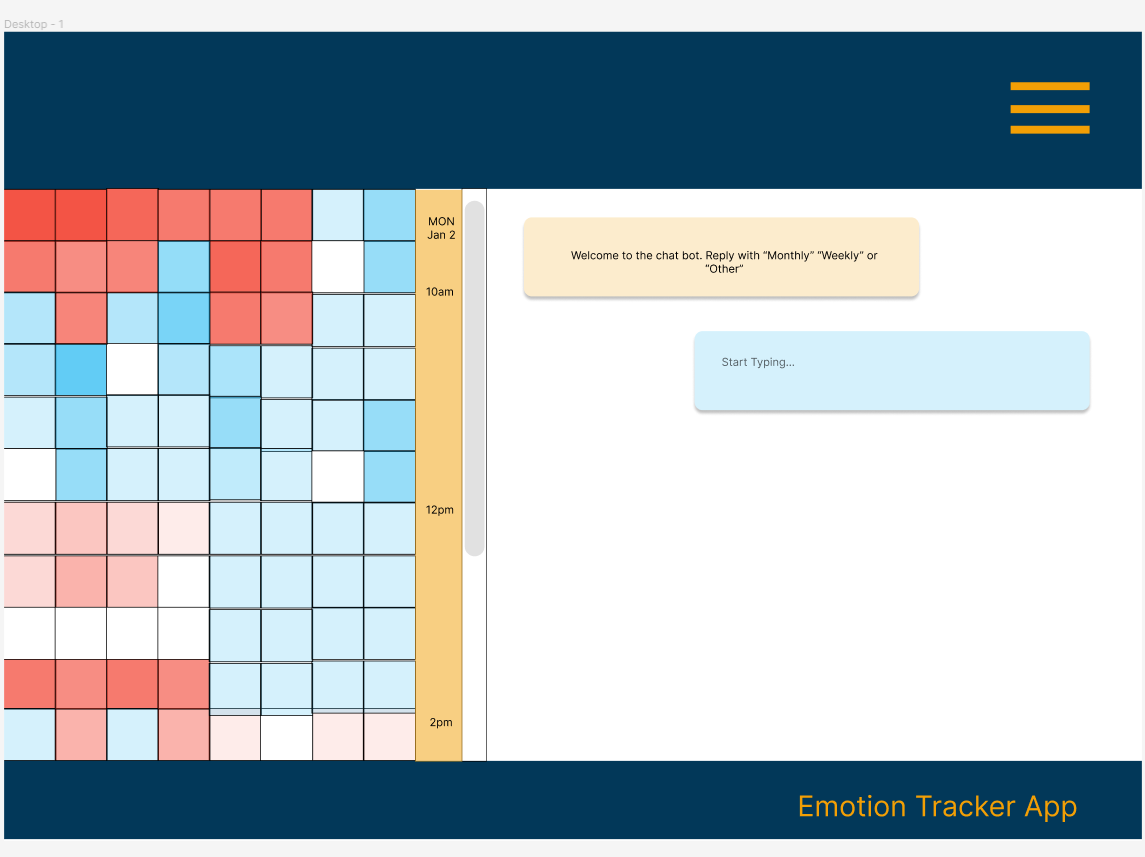 Desktop - 1
MON
Jan 2
10am
12pm
2pm
Welcome to the chat bot. Reply with “Monthly” “Weekly” or
“Other”
Start Typing...
Emotion Tracker App